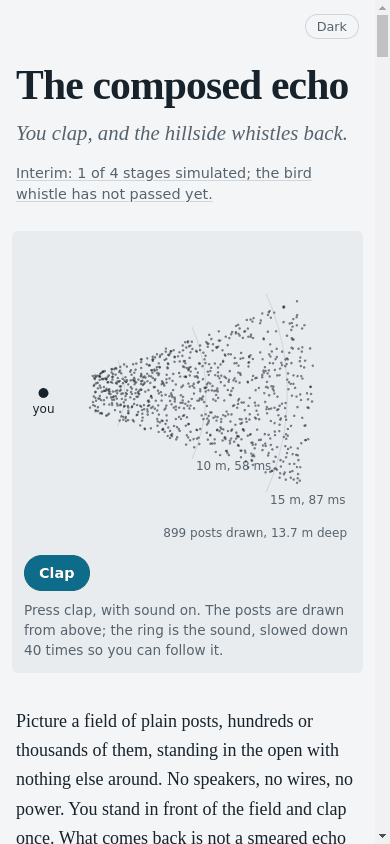 Dark
The composed echo
You clap, and the hillside whistles back.
Interim: 1 of 4 stages simulated; the bird
whistle has not passed yet.
you
10 m, 58 ms
15 m, 87 ms
899 posts drawn, 13.7 m deep
Clap
Press clap, with sound on. The posts are drawn
from above; the ring is the sound, slowed down
40 times so you can follow it.
Picture a field of plain posts, hundreds or
thousands of them, standing in the open with
nothing else around. No speakers, no wires, no
power. You stand in front of the field and clap
once. What comes back is not a smeared echo